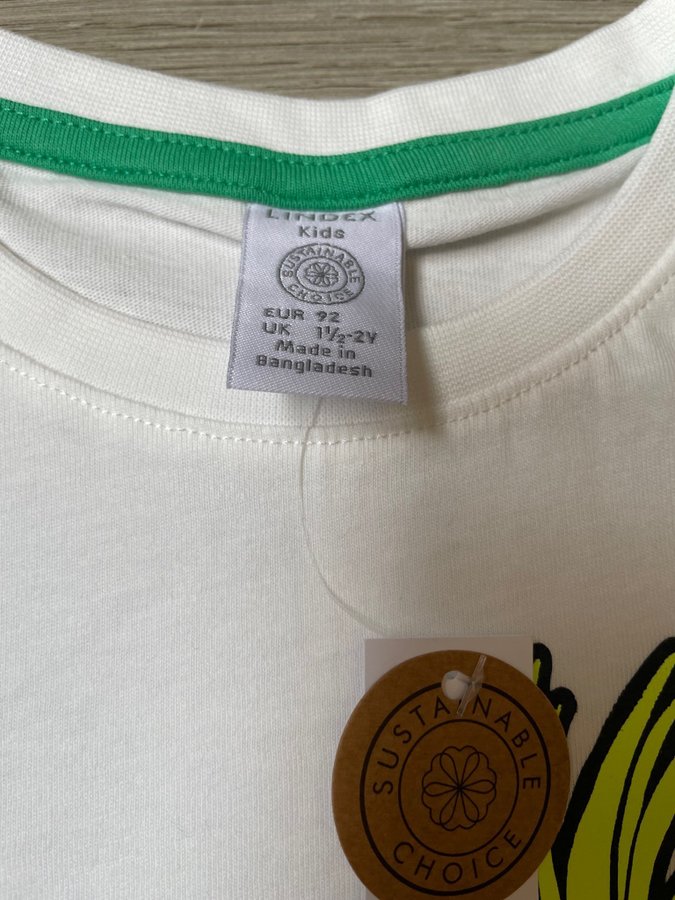 LINDEX
Kids
SUSTAINABLE
CHOICE
EUR 92
UK 1½-2Y
Made in
Bangladesh
SUSTAINABLE
CHOICE